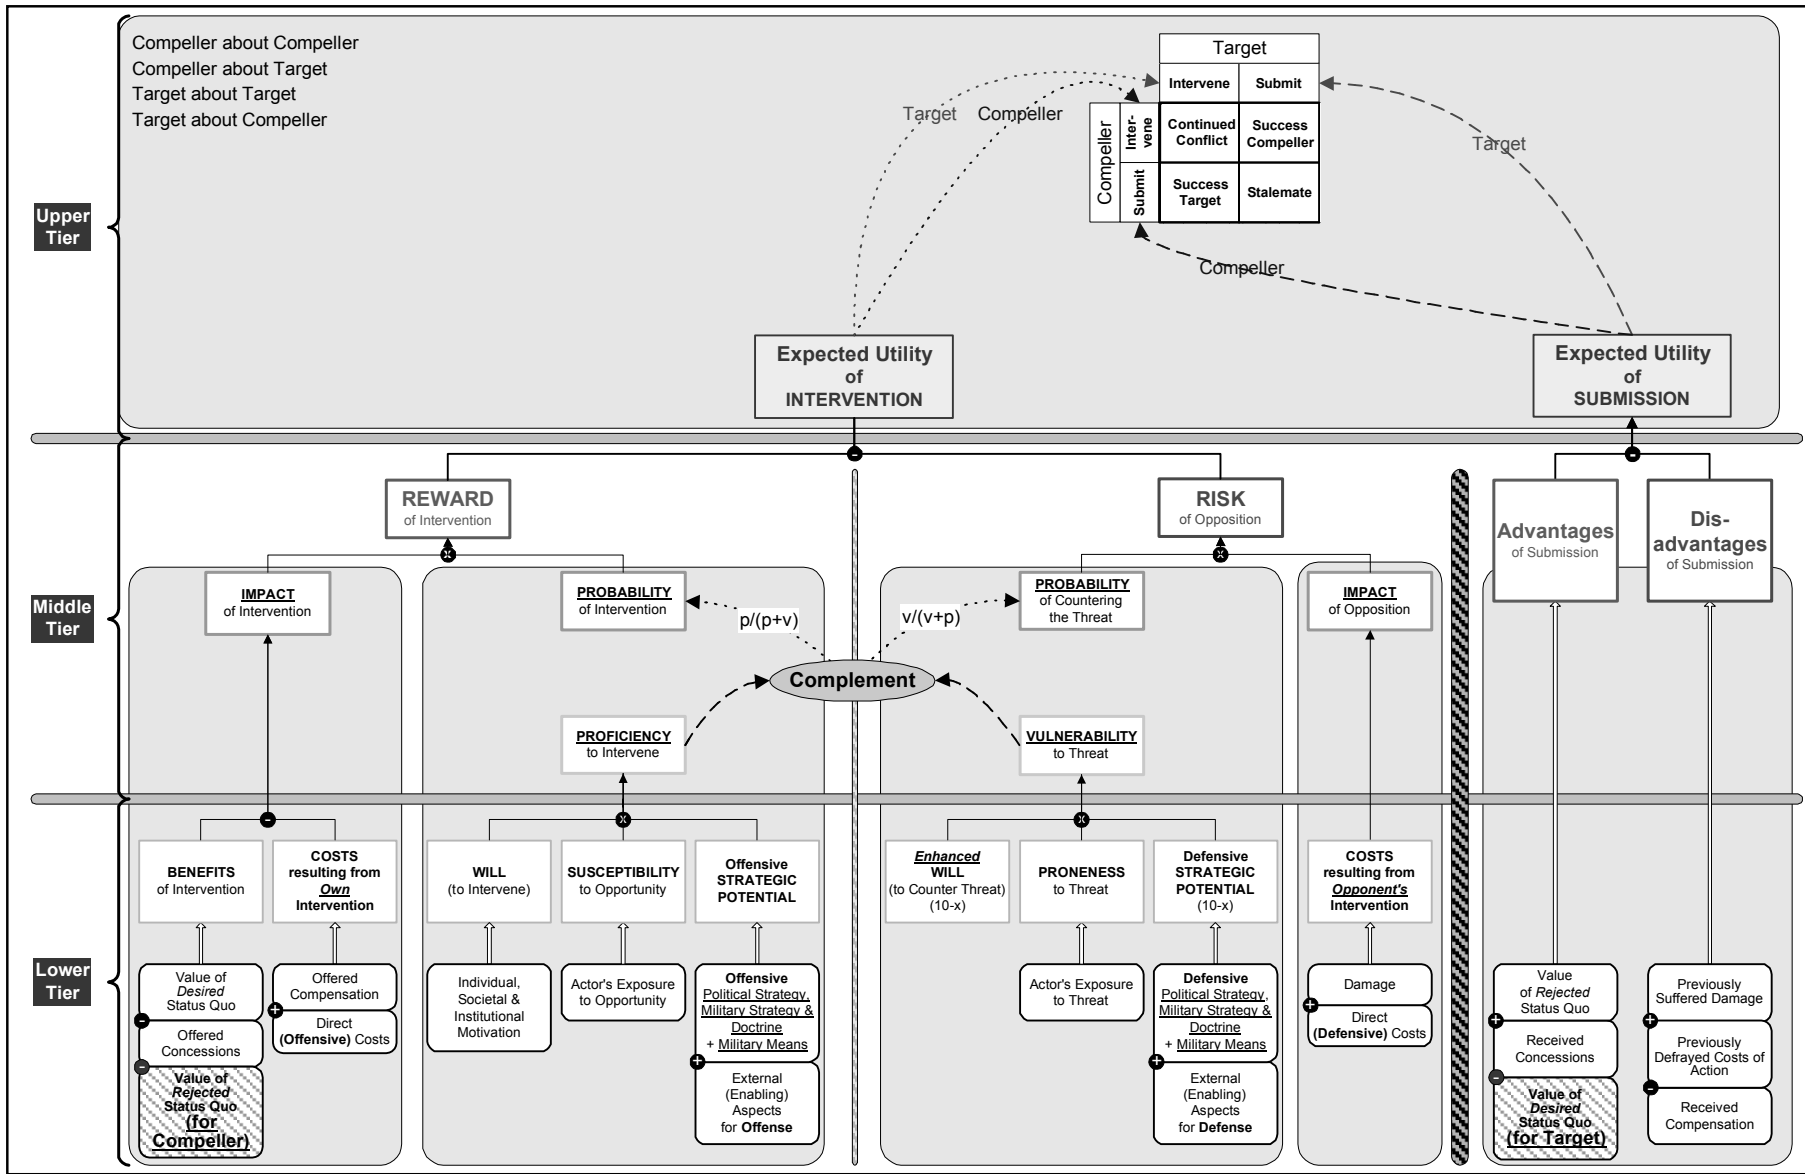 Compeller about Compeller
Compeller about Target
Target about Target
Target about Compeller
Target
Intervene
Submit
Compeller
Inter-
vene
Submit
Continued
Conflict
Success
Compeller
Success
Target
Stalemate
Target
Compeller
Target
Compeller
Upper
Tier
Expected Utility
of
INTERVENTION
Expected Utility
of
SUBMISSION
-
-
REWARD
of Intervention
RISK
of Opposition
Advantages
of Submission
Dis-
advantages
of Submission
x
x
Middle
Tier
IMPACT
of Intervention
PROBABILITY
of Intervention
PROBABILITY
of Countering
the Threat
IMPACT
of Opposition
p/(p+v)
v/(v+p)
Complement
PROFICIENCY
to Intervene
VULNERABILITY
to Threat
-
x
x
BENEFITS
of Intervention
COSTS
resulting from
Own
Intervention
WILL
(to Intervene)
SUSCEPTIBILITY
to Opportunity
Offensive
STRATEGIC
POTENTIAL
Enhanced
WILL
(to Counter Threat)
(10-x)
PRONENESS
to Threat
Defensive
STRATEGIC
POTENTIAL
(10-x)
COSTS
resulting from
Opponent's
Intervention
Lower
Tier
Value of
Desired
Status Quo
-
Offered
Concessions
-
Value of
Rejected
Status Quo
(for
Compeller)
Offered
Compensation
+
Direct
(Offensive) Costs
Individual,
Societal &
Institutional
Motivation
Actor's Exposure
to Opportunity
Offensive
Political Strategy,
Military Strategy &
Doctrine
+ Military Means
+
External
(Enabling)
Aspects
for Offense
Actor's Exposure
to Threat
Defensive
Political Strategy,
Military Strategy &
Doctrine
+ Military Means
+
External
(Enabling)
Aspects
for Defense
Damage
+
Direct
(Defensive) Costs
Value
of Rejected
Status Quo
+
Received
Concessions
-
Value of
Desired
Status Quo
(for Target)
Previously
Suffered Damage
+
Previously
Defrayed Costs of
Action
-
Received
Compensation